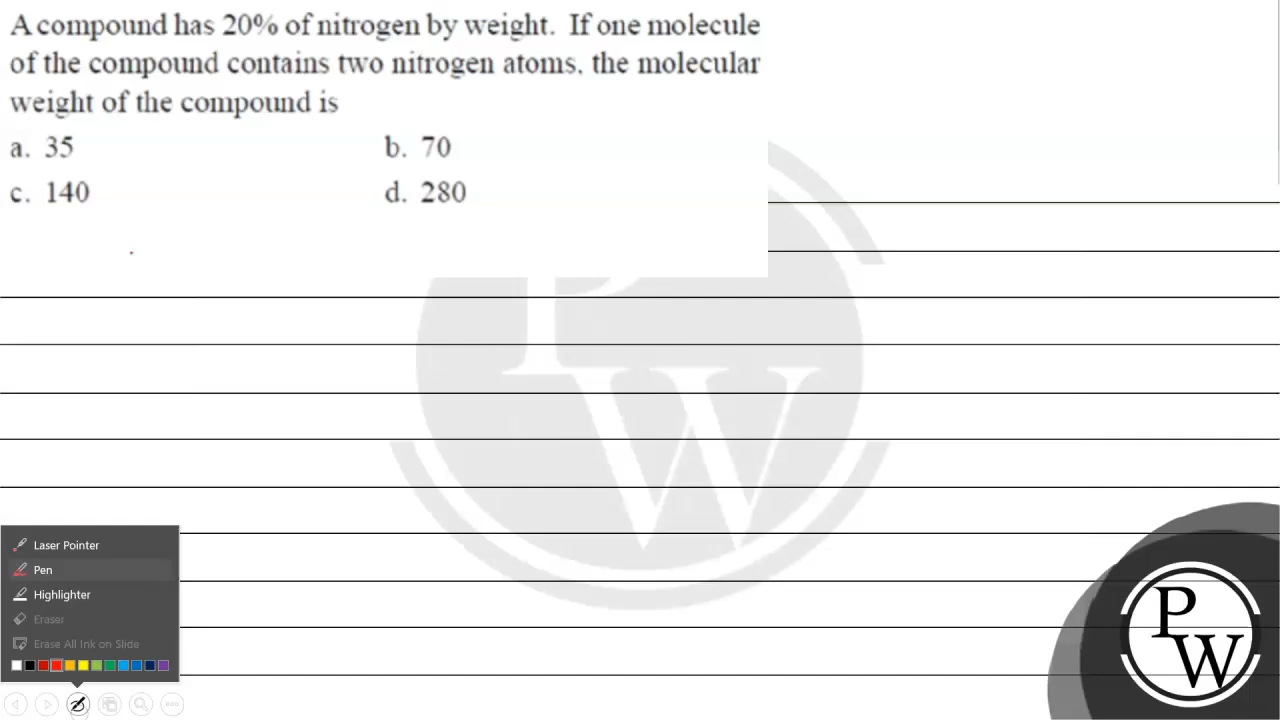 A compound has 20% of nitrogen by weight. If one molecule
of the compound contains two nitrogen atoms, the molecular
weight of the compound is
a. 35 b. 70
c. 140 d. 280
P
W
Laser Pointer
Pen
Highlighter
Eraser
Erase All Ink on Slide
P
W